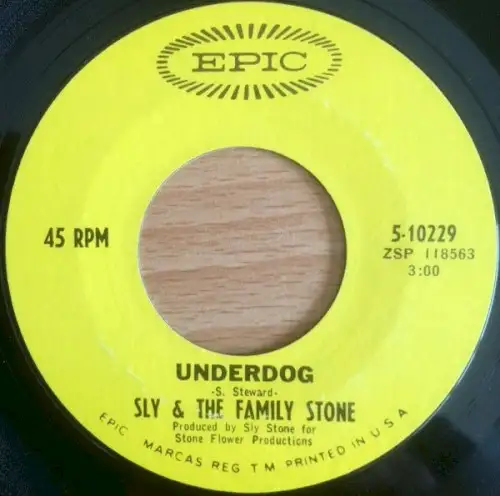 EPIC
45 RPM
5-10229
ZSP 118563
3:00
UNDERDOG
-S. Steward-
SLY & THE FAMILY STONE
Produced by Sly Stone for
Stone Flower Productions
EPIC MARCAS REG T M PRINTED IN U S A